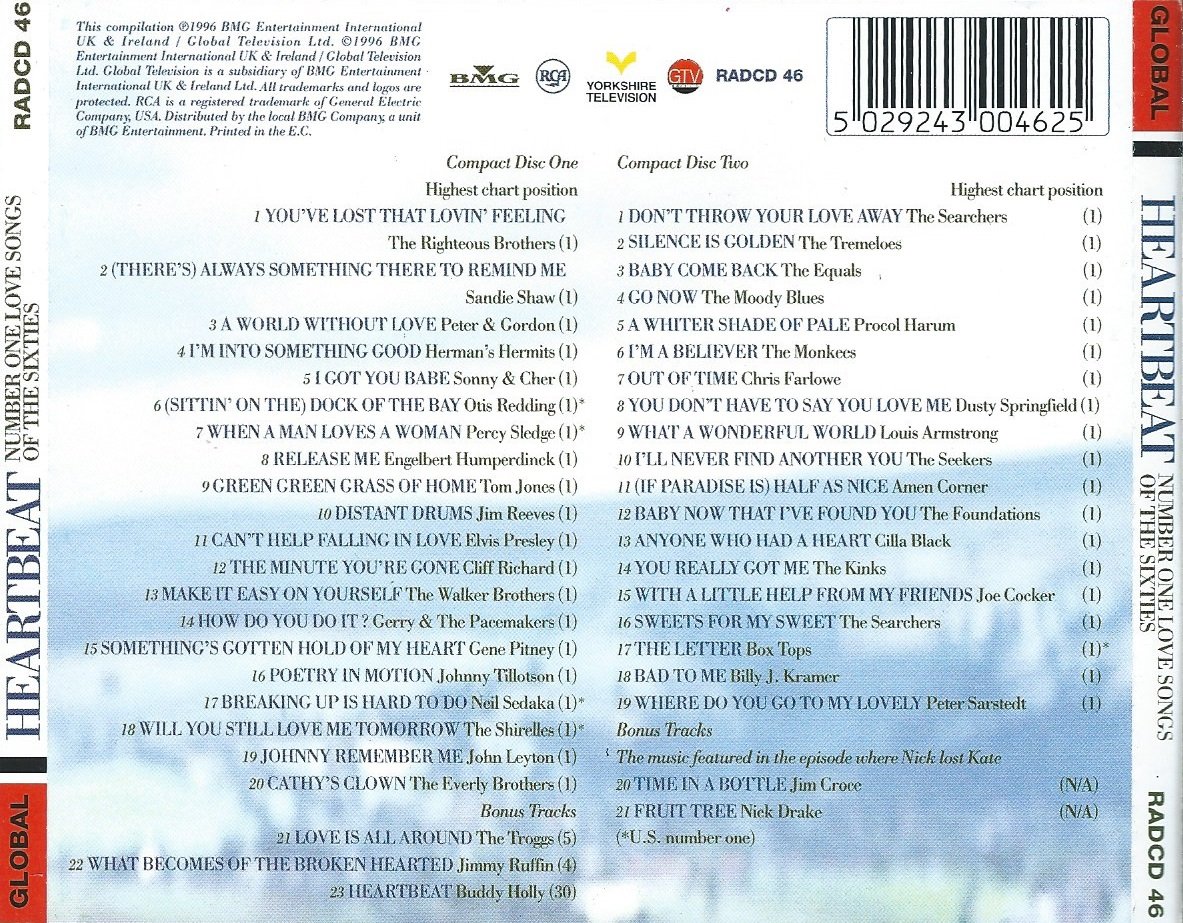 This compilation ℗1996 BMG Entertainment International
UK & Ireland / Global Television Ltd. ©1996 BMG
Entertainment International UK & Ireland / Global Television
Ltd. Global Television is a subsidiary of BMG Entertainment
International UK & Ireland Ltd. All trademarks and logos are
protected. RCA is a registered trademark of General Electric
Company, USA. Distributed by the local BMG Company, a unit
of BMG Entertainment. Printed in the E.C.
BMG
RCA
YORKSHIRE
TELEVISION
GTV
RADCD 46
5 029243 004625
Compact Disc One
Highest chart position
1 YOU'VE LOST THAT LOVIN' FEELING
The Righteous Brothers (1)
2 (THERE'S) ALWAYS SOMETHING THERE TO REMIND ME
Sandie Shaw (1)
3 A WORLD WITHOUT LOVE Peter & Gordon (1)
4 I'M INTO SOMETHING GOOD Herman's Hermits (1)
5 I GOT YOU BABE Sonny & Cher (1)
6 (SITTIN' ON THE) DOCK OF THE BAY Otis Redding (1)*
7 WHEN A MAN LOVES A WOMAN Percy Sledge (1)*
8 RELEASE ME Engelbert Humperdinck (1)
9 GREEN GREEN GRASS OF HOME Tom Jones (1)
10 DISTANT DRUMS Jim Reeves (1)
11 CAN'T HELP FALLING IN LOVE Elvis Presley (1)
12 THE MINUTE YOU'RE GONE Cliff Richard (1)
13 MAKE IT EASY ON YOURSELF The Walker Brothers (1)
14 HOW DO YOU DO IT ? Gerry & The Pacemakers (1)
15 SOMETHING'S GOTTEN HOLD OF MY HEART Gene Pitney (1)
16 POETRY IN MOTION Johnny Tillotson (1)
17 BREAKING UP IS HARD TO DO Neil Sedaka (1)*
18 WILL YOU STILL LOVE ME TOMORROW The Shirelles (1)*
19 JOHNNY REMEMBER ME John Leyton (1)
20 CATHY'S CLOWN The Everly Brothers (1)
Bonus Tracks
21 LOVE IS ALL AROUND The Troggs (5)
22 WHAT BECOMES OF THE BROKEN HEARTED Jimmy Ruffin (4)
23 HEARTBEAT Buddy Holly (30)
Compact Disc Two
Highest chart position
1 DON'T THROW YOUR LOVE AWAY The Searchers (1)
2 SILENCE IS GOLDEN The Tremeloes (1)
3 BABY COME BACK The Equals (1)
4 GO NOW The Moody Blues (1)
5 A WHITER SHADE OF PALE Procol Harum (1)
6 I'M A BELIEVER The Monkees (1)
7 OUT OF TIME Chris Farlowe (1)
8 YOU DON'T HAVE TO SAY YOU LOVE ME Dusty Springfield (1)
9 WHAT A WONDERFUL WORLD Louis Armstrong (1)
10 I'LL NEVER FIND ANOTHER YOU The Seekers (1)
11 (IF PARADISE IS) HALF AS NICE Amen Corner (1)
12 BABY NOW THAT I'VE FOUND YOU The Foundations (1)
13 ANYONE WHO HAD A HEART Cilla Black (1)
14 YOU REALLY GOT ME The Kinks (1)
15 WITH A LITTLE HELP FROM MY FRIENDS Joe Cocker (1)
16 SWEETS FOR MY SWEET The Searchers (1)
17 THE LETTER Box Tops (1)*
18 BAD TO ME Billy J. Kramer (1)
19 WHERE DO YOU GO TO MY LOVELY Peter Sarstedt (1)
Bonus Tracks
The music featured in the episode where Nick lost Kate
20 TIME IN A BOTTLE Jim Croce (N/A)
21 FRUIT TREE Nick Drake (N/A)
(*U.S. number one)
RADCD 46
HEARTBEAT NUMBER ONE LOVE SONGS
OF THE SIXTIES
GLOBAL
GLOBAL
HEARTBEAT NUMBER ONE LOVE SONGS
OF THE SIXTIES
RADCD 46